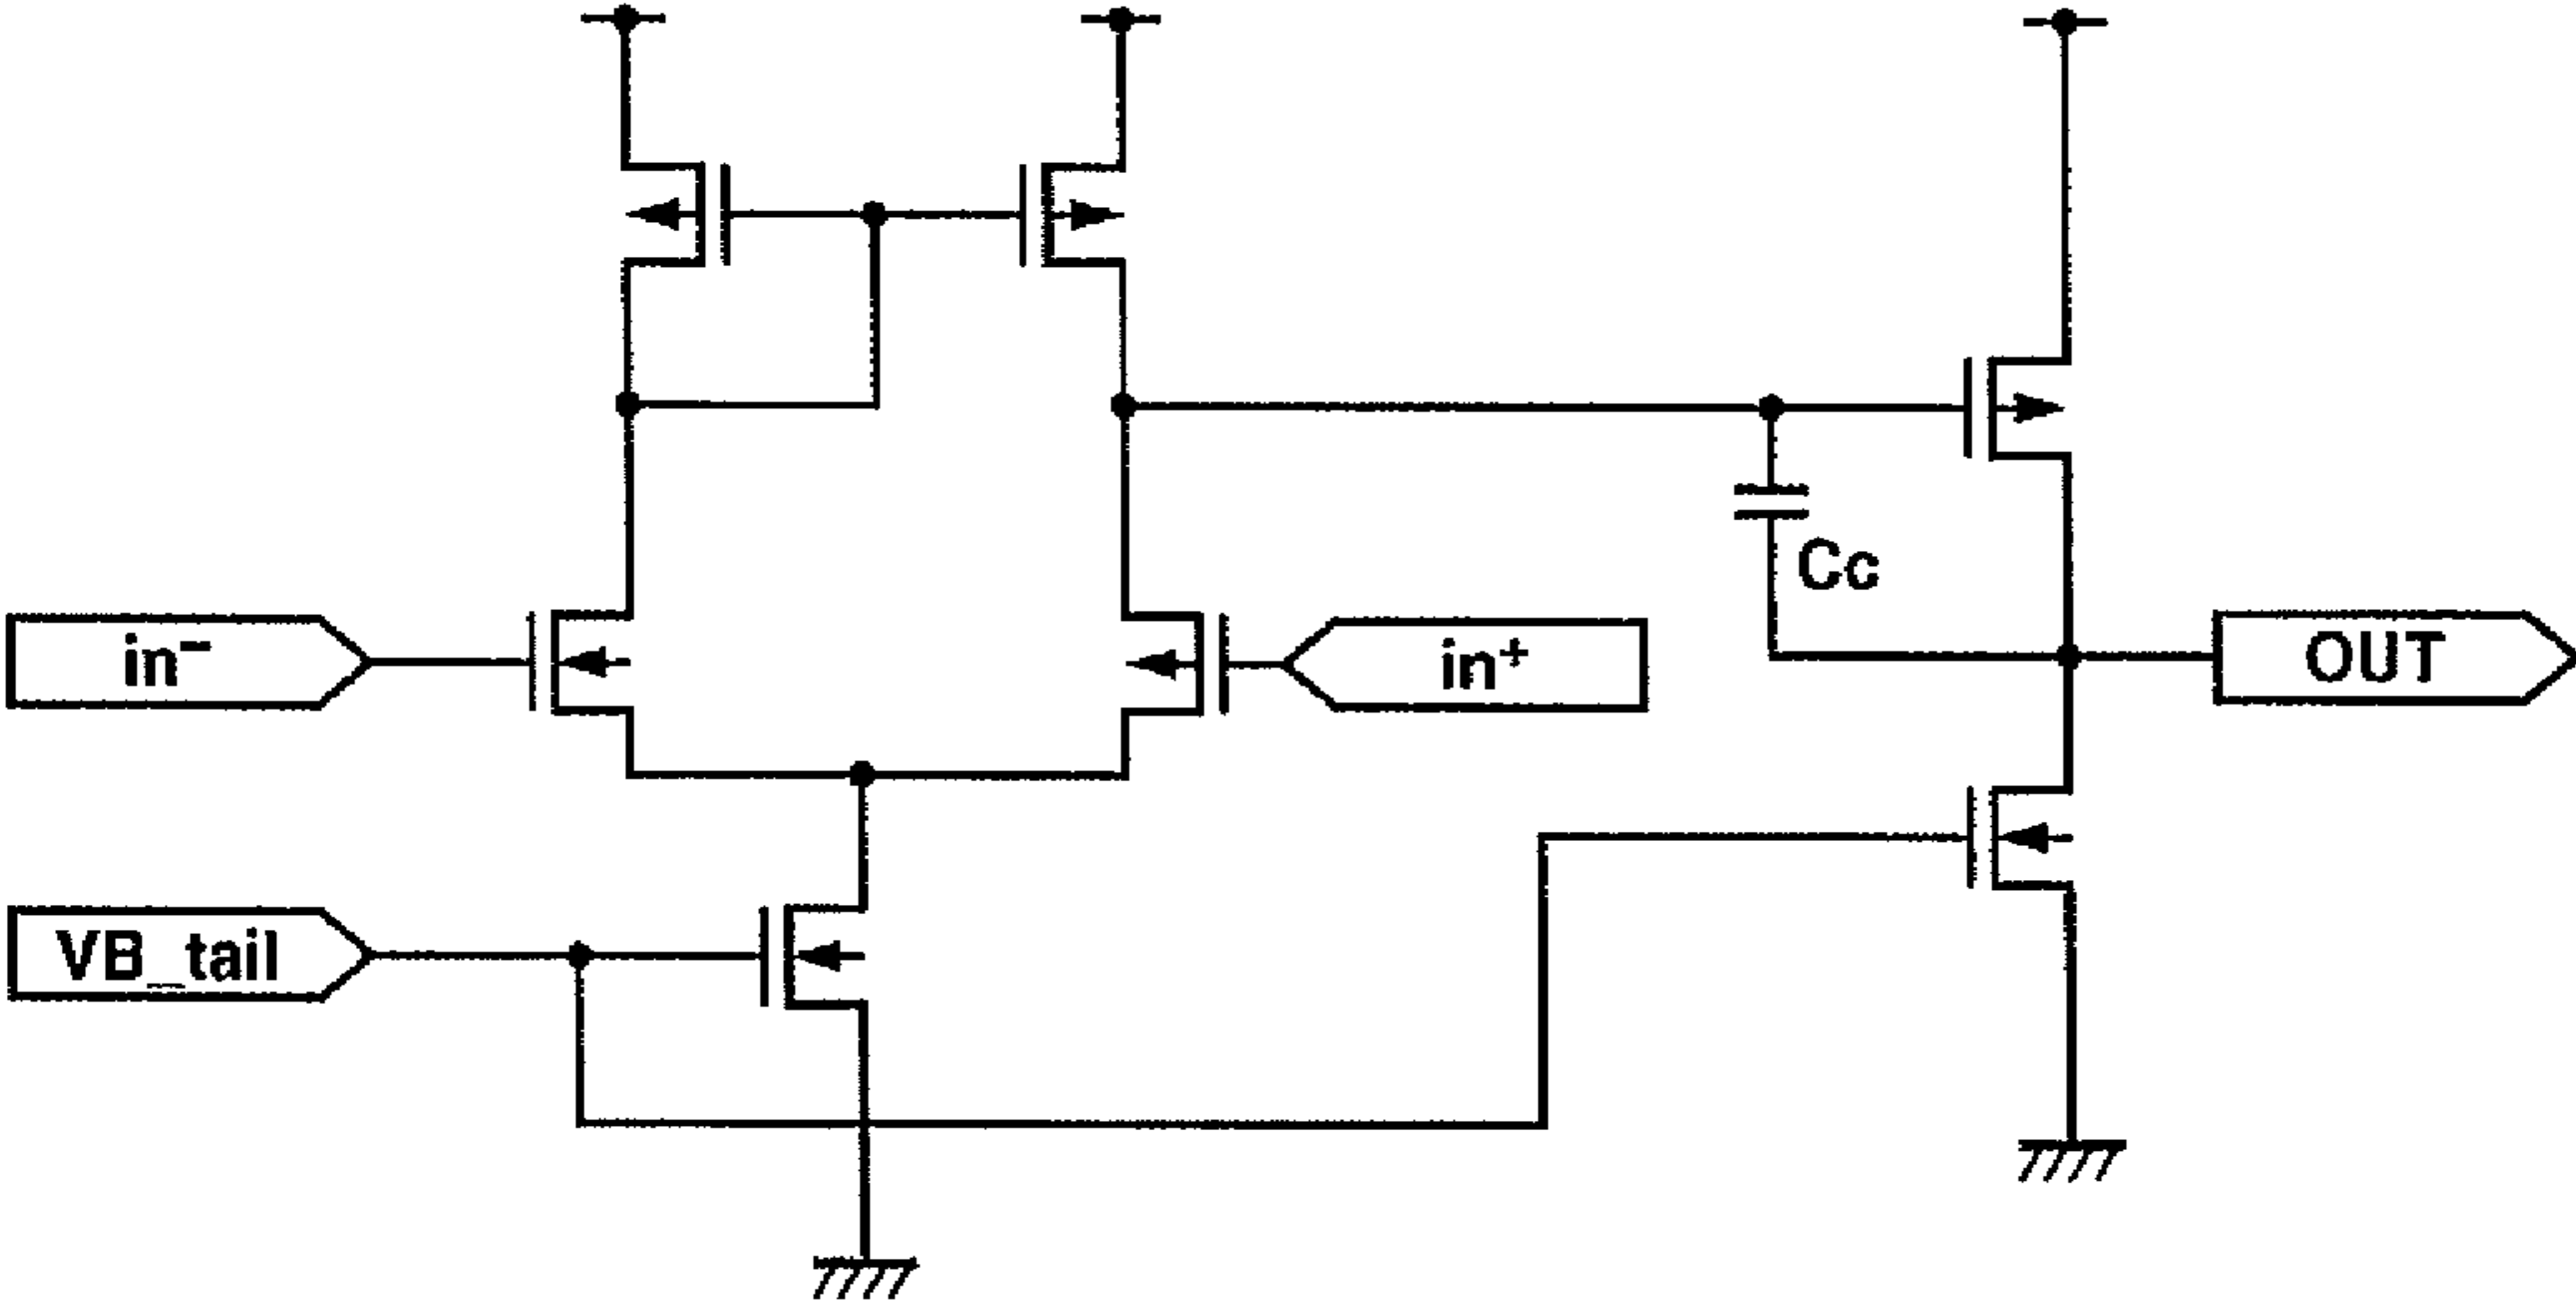 Cc
in⁻
in⁺
OUT
VB_tail